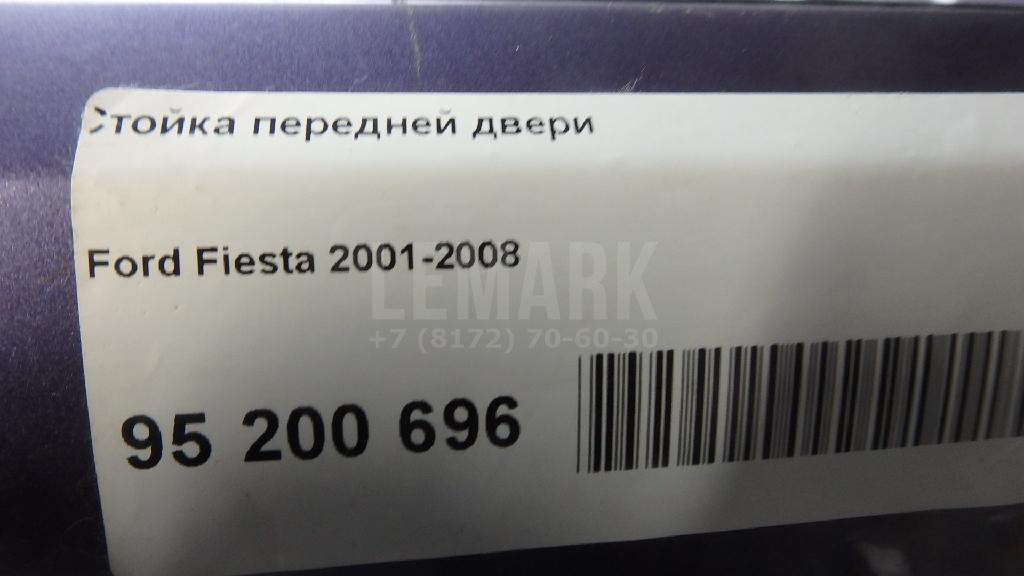 Стойка передней двери
Ford Fiesta 2001-2008
LEMARK
+7 (8172) 70-60-30
95 200 696